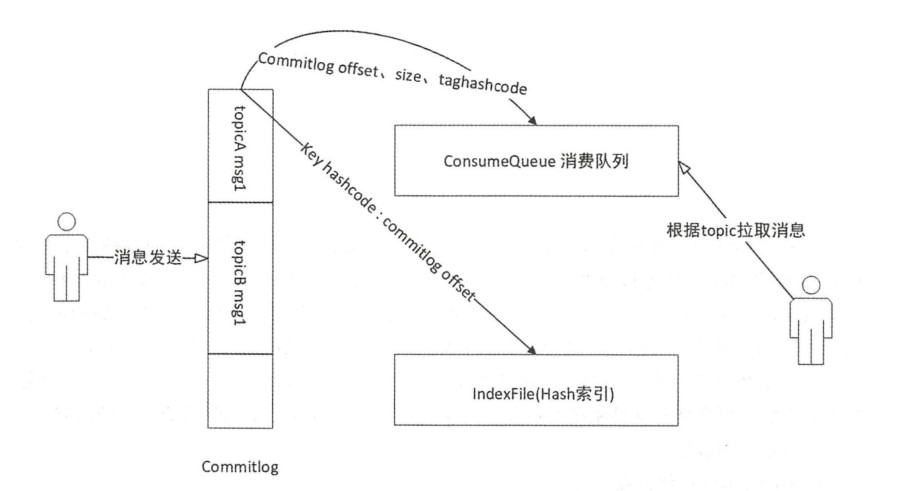 Commitlog offset、size、taghashcode
topicA msg1
ConsumeQueue 消费队列
Key hashcode：commitlog offset
根据topic拉取消息
消息发送
topicB msg1
IndexFile(Hash索引)
Commitlog